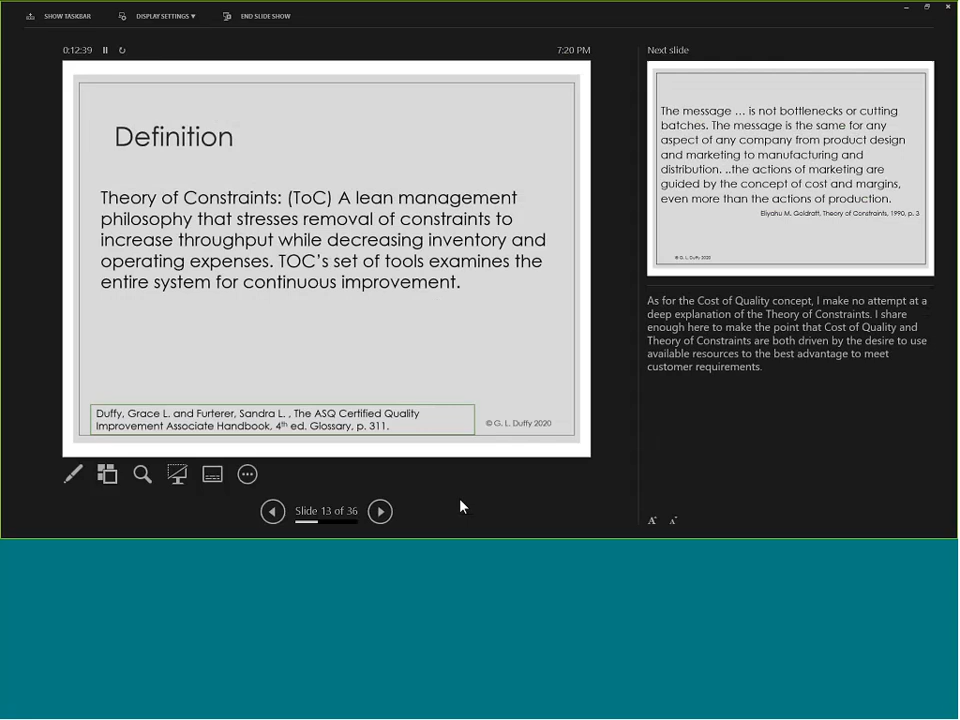 SHOW TASKBAR
DISPLAY SETTINGS ▼
END SLIDE SHOW
0:12:39
7:20 PM
Definition
Theory of Constraints: (ToC) A lean management
philosophy that stresses removal of constraints to
increase throughput while decreasing inventory and
operating expenses. TOC’s set of tools examines the
entire system for continuous improvement.
Duffy, Grace L. and Furterer, Sandra L. , The ASQ Certified Quality
Improvement Associate Handbook, 4th ed. Glossary, p. 311.
© G. L. Duffy 2020
Slide 13 of 36
Next slide
The message … is not bottlenecks or cutting
batches. The message is the same for any
aspect of any company from product design
and marketing to manufacturing and
distribution. ..the actions of marketing are
guided by the concept of cost and margins,
even more than the actions of production.
Eliyahu M. Goldratt, Theory of Constraints, 1990, p. 3
© G. L. Duffy 2020
As for the Cost of Quality concept, I make no attempt at a
deep explanation of the Theory of Constraints. I share
enough here to make the point that Cost of Quality and
Theory of Constraints are both driven by the desire to use
available resources to the best advantage to meet
customer requirements.
A A